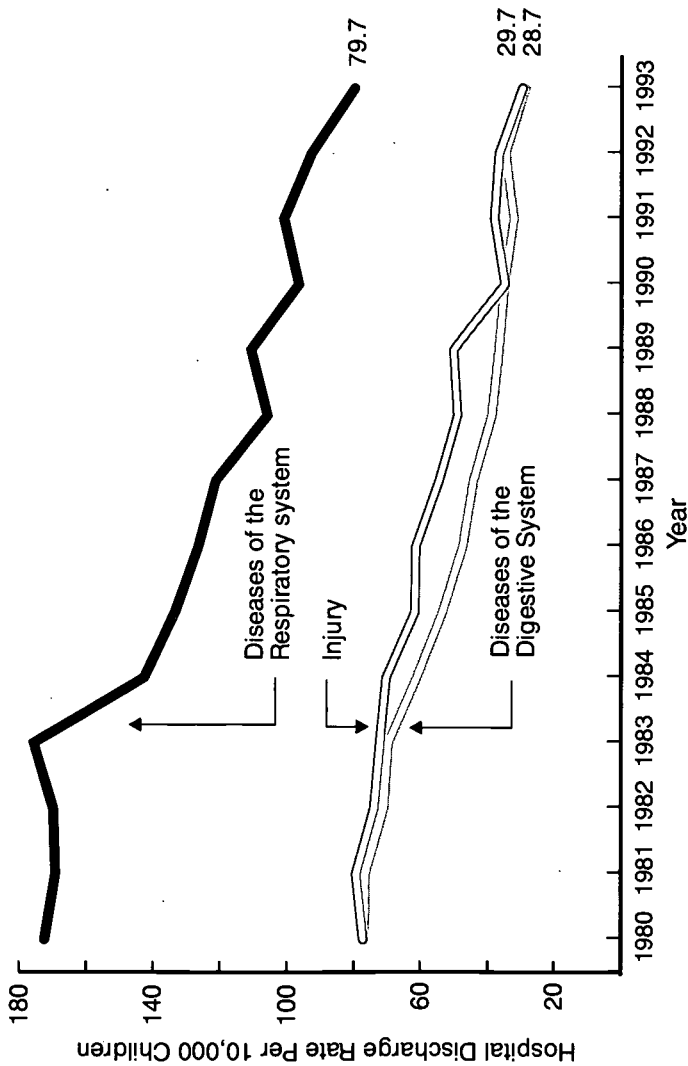 Hospital Discharge Rate Per 10,000 Children
180
140
100
60
20
Diseases of the
Respiratory system
Injury
Diseases of the
Digestive System
79.7
29.7
28.7
1980 1981 1982 1983 1984 1985 1986 1987 1988 1989 1990 1991 1992 1993
Year